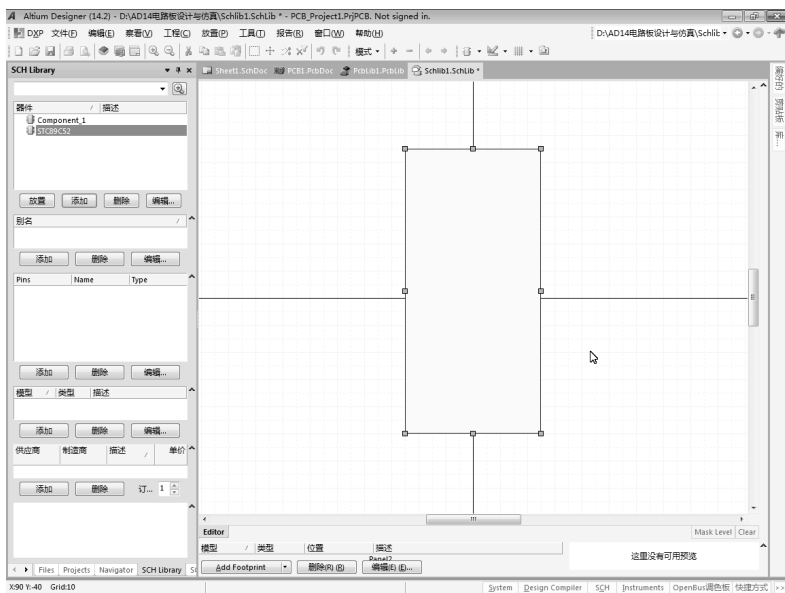 Altium Designer (14.2) - D:\AD14电路板设计与仿真\Schlib1.SchLib * - PCB_Project1.PrjPCB. Not signed in.
DXP 文件(F) 编辑(E) 察看(V) 工程(C) 放置(P) 工具(T) 报告(R) 窗口(W) 帮助(H) D:\AD14电路板设计与仿真\Schlit
模式
SCH Library
Sheet1.SchDoc PCB1.PcbDoc PcbLib1.PcbLib Schlib1.SchLib *
器件 / 描述
Component_1
STC89C52
放置 添加 删除 编辑...
别名 /
添加 删除 编辑...
Pins Name Type
添加 删除 编辑...
模型 / 类型 描述
添加 删除 编辑...
供应商 制造商 描述 / 单价
添加 删除 订... 1
Editor Mask Level Clear
模型 / 类型 位置 描述
Panel2
这里没有可用预览
Add Footprint 删除(R) (R) 编辑(E) (E)...
Files Projects Navigator SCH Library
X:90 Y:-40 Grid:10 System Design Compiler SCH Instruments OpenBus调色板 快捷方式 >>
偏好的
剪贴板